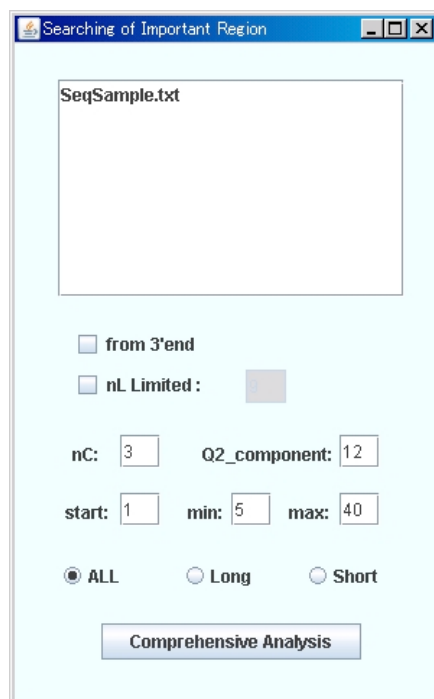 Searching of Important Region
SeqSample.txt
from 3'end
nL Limited :
nC: 3 Q2_component: 12
start: 1 min: 5 max: 40
ALL Long Short
Comprehensive Analysis